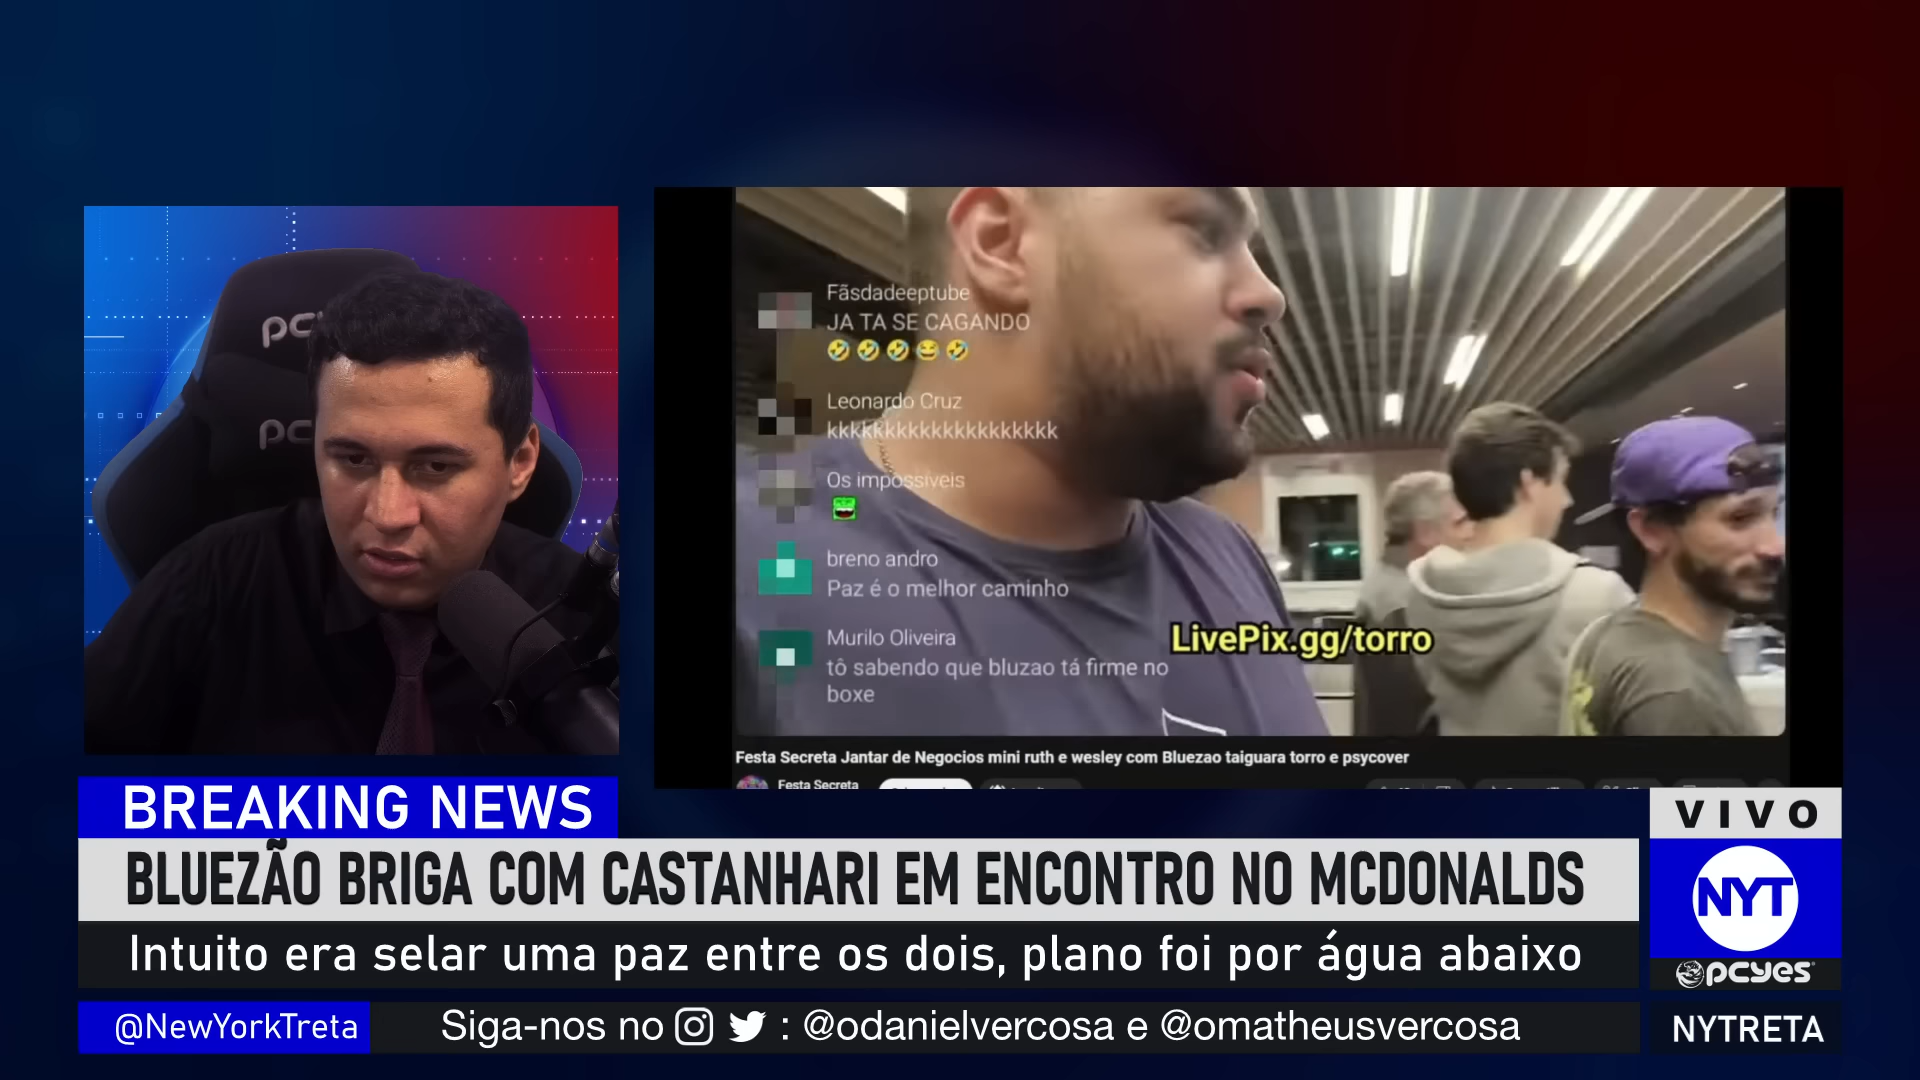 Fãsdadeeptube
JA TA SE CAGANDO
🤣🤣🤣😂🤣
Leonardo Cruz
kkkkkkkkkkkkkkkkkkkk
Os impossíveis
breno andro
Paz é o melhor caminho
Murilo Oliveira
tô sabendo que bluzao tá firme no
boxe
LivePix.gg/torro
Festa Secreta Jantar de Negocios mini ruth e wesley com Bluezao taiguara torro e psycover
Festa Secreta
BREAKING NEWS
BLUEZÃO BRIGA COM CASTANHARI EM ENCONTRO NO MCDONALDS
Intuito era selar uma paz entre os dois, plano foi por água abaixo
@NewYorkTreta
Siga-nos no : @odanielvercosa e @omatheusvercosa
VIVO
NYT
pcyes
NYTRETA